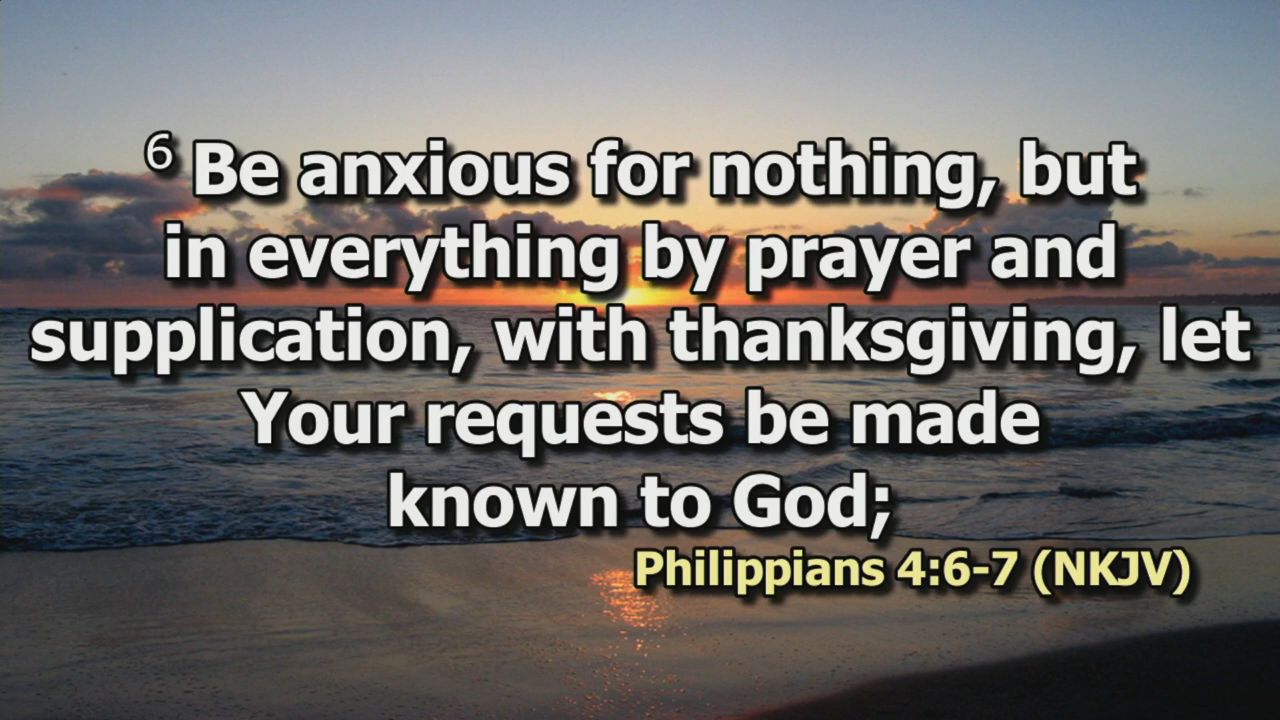 6 Be anxious for nothing, but
in everything by prayer and
supplication, with thanksgiving, let
Your requests be made
known to God;
Philippians 4:6-7 (NKJV)